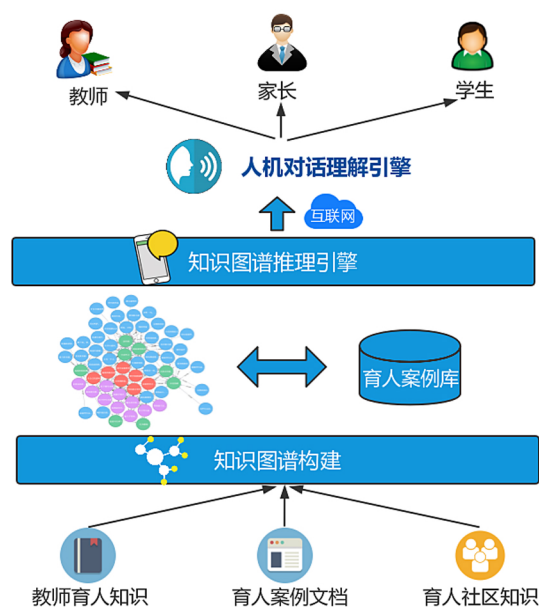 教师
家长
学生
人机对话理解引擎
互联网
知识图谱推理引擎
育人案例库
知识图谱构建
教师育人知识
育人案例文档
育人社区知识